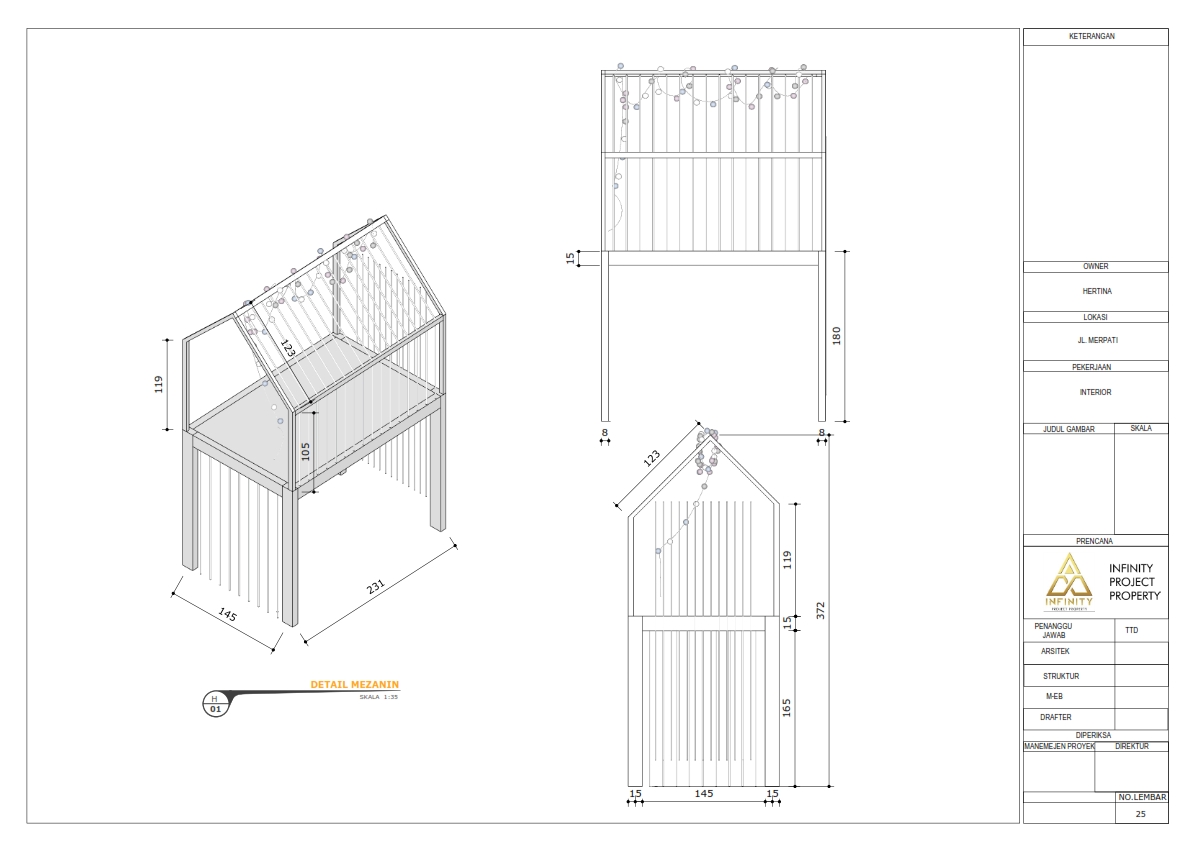 119
123
105
145
231
DETAIL MEZANIN
SKALA 1:35
H
01
15
180
8
8
123
119
15
372
165
15
145
15
KETERANGAN
OWNER
HERTINA
LOKASI
JL. MERPATI
PEKERJAAN
INTERIOR
JUDUL GAMBAR
SKALA
PRENCANA
INFINITY
PROJECT PROPERTY
INFINITY
PROJECT
PROPERTY
PENANGGU
JAWAB
TTD
ARSITEK
STRUKTUR
M-EB
DRAFTER
DIPERIKSA
MANEMEJEN PROYEK
DIREKTUR
NO.LEMBAR
25